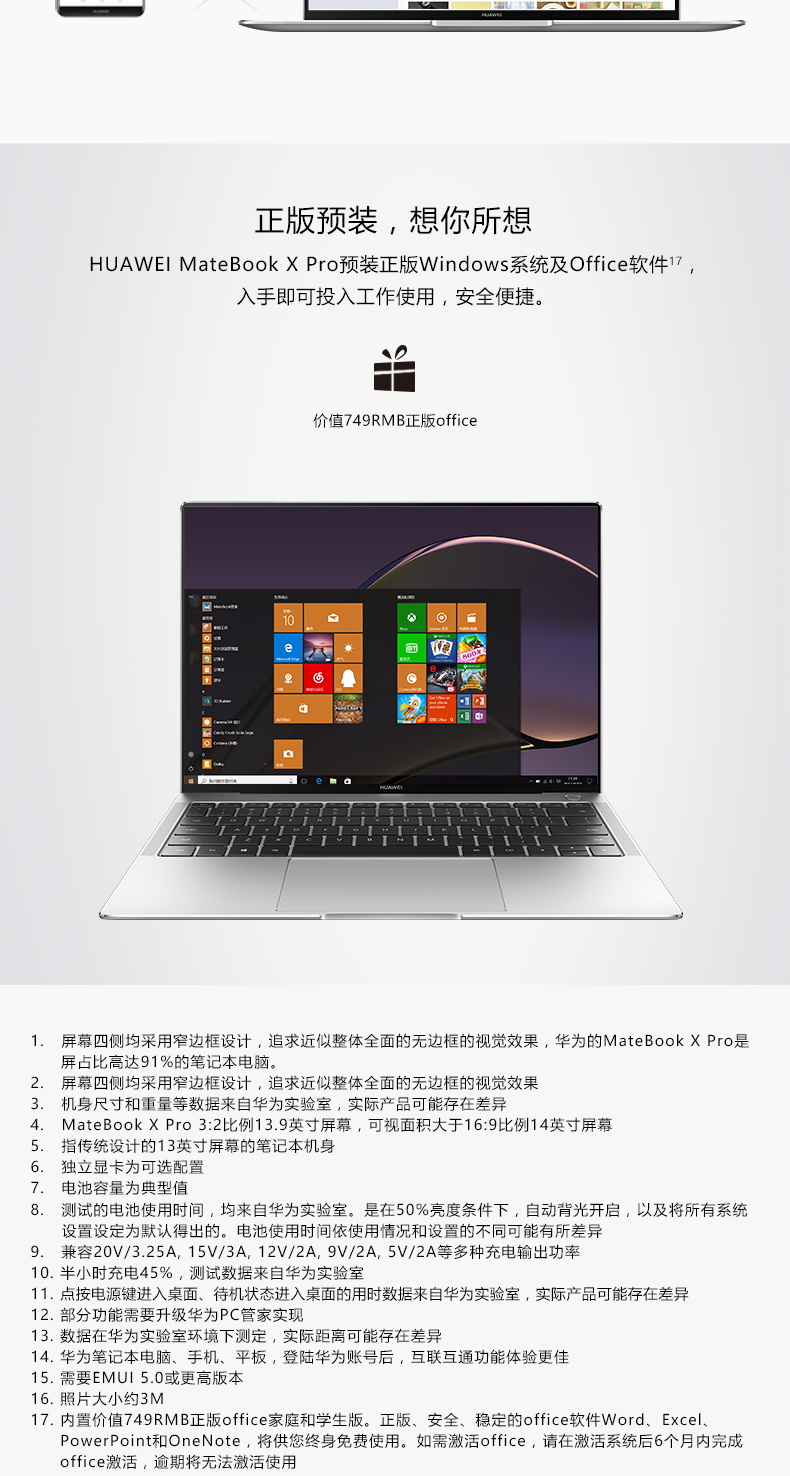 HUAWEI
正版预装，想你所想
HUAWEI MateBook X Pro预装正版Windows系统及Office软件17，
入手即可投入工作使用，安全便捷。
价值749RMB正版office
MateBook管家
10
Microsoft Edge
Xbox
3D Builder
Candy Crush Soda Saga
Dolby
HUAWEI
1. 屏幕四侧均采用窄边框设计，追求近似整体全面的无边框的视觉效果，华为的MateBook X Pro是
屏占比高达91%的笔记本电脑。
2. 屏幕四侧均采用窄边框设计，追求近似整体全面的无边框的视觉效果
3. 机身尺寸和重量等数据来自华为实验室，实际产品可能存在差异
4. MateBook X Pro 3:2比例13.9英寸屏幕，可视面积大于16:9比例14英寸屏幕
5. 指传统设计的13英寸屏幕的笔记本机身
6. 独立显卡为可选配置
7. 电池容量为典型值
8. 测试的电池使用时间，均来自华为实验室。是在50%亮度条件下，自动背光开启，以及将所有系统
设置设定为默认得出的。电池使用时间依使用情况和设置的不同可能有所差异
9. 兼容20V/3.25A, 15V/3A, 12V/2A, 9V/2A, 5V/2A等多种充电输出功率
10. 半小时充电45%，测试数据来自华为实验室
11. 点按电源键进入桌面、待机状态进入桌面的用时数据来自华为实验室，实际产品可能存在差异
12. 部分功能需要升级华为PC管家实现
13. 数据在华为实验室环境下测定，实际距离可能存在差异
14. 华为笔记本电脑、手机、平板，登陆华为账号后，互联互通功能体验更佳
15. 需要EMUI 5.0或更高版本
16. 照片大小约3M
17. 内置价值749RMB正版office家庭和学生版。正版、安全、稳定的office软件Word、Excel、
PowerPoint和OneNote，将供您终身免费使用。如需激活office，请在激活系统后6个月内完成
office激活，逾期将无法激活使用